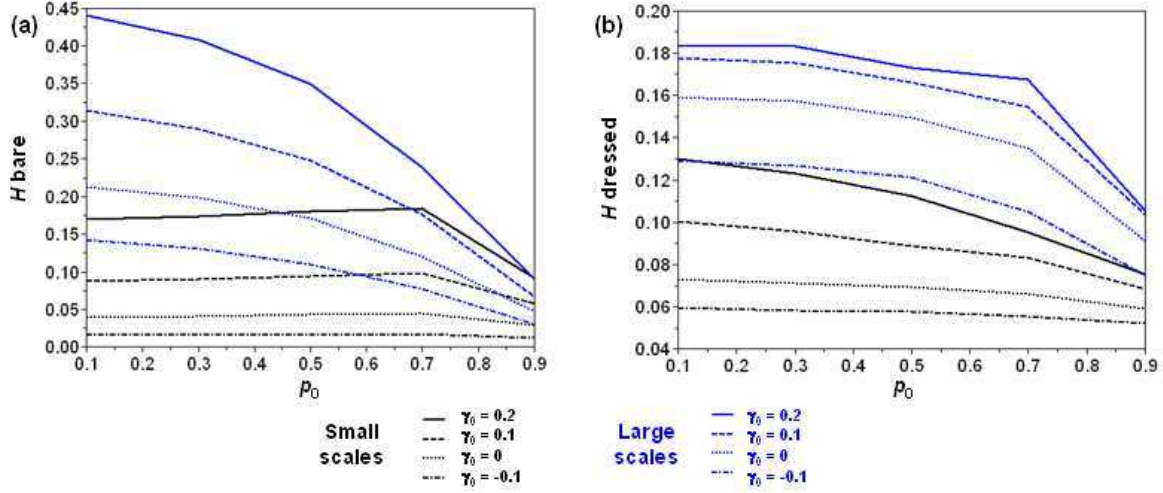 (a)
H bare
0.45
0.40
0.35
0.30
0.25
0.20
0.15
0.10
0.05
0.00
0.1 0.2 0.3 0.4 0.5 0.6 0.7 0.8 0.9
p₀
(b)
H dressed
0.20
0.18
0.16
0.14
0.12
0.10
0.08
0.06
0.04
0.1 0.2 0.3 0.4 0.5 0.6 0.7 0.8 0.9
p₀
Small
scales
γ₀ = 0.2
γ₀ = 0.1
γ₀ = 0
γ₀ = -0.1
Large
scales
γ₀ = 0.2
γ₀ = 0.1
γ₀ = 0
γ₀ = -0.1